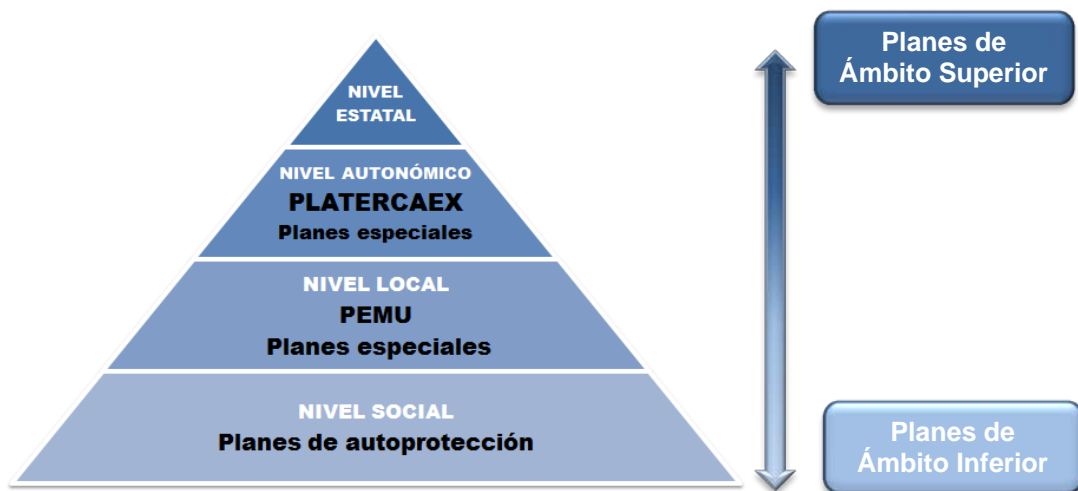 NIVEL
ESTATAL
NIVEL AUTONÓMICO
PLATERCAEX
Planes especiales
NIVEL LOCAL
PEMU
Planes especiales
NIVEL SOCIAL
Planes de autoprotección
Planes de
Ámbito Superior
Planes de
Ámbito Inferior